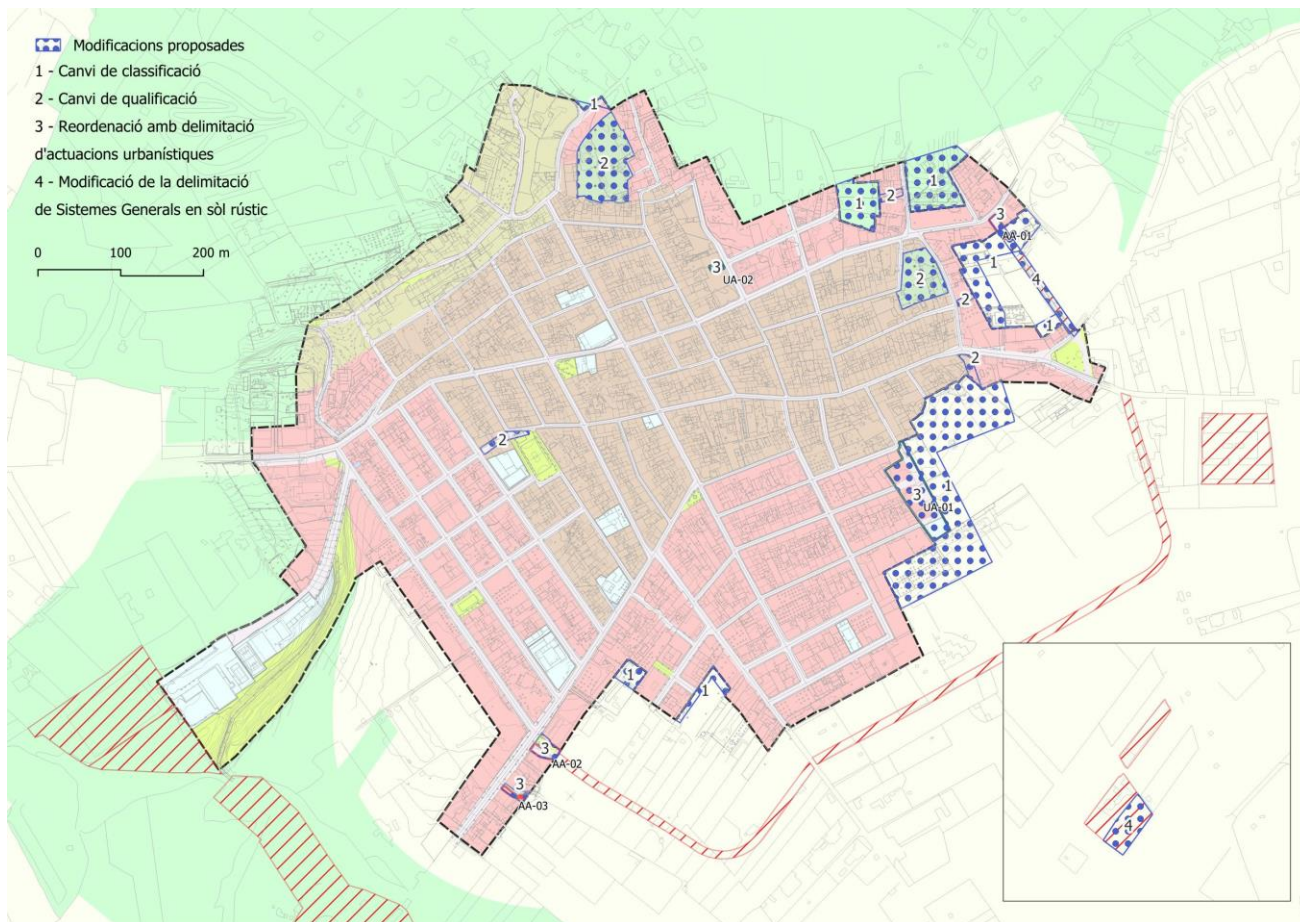 Modificacions proposades
1 - Canvi de classificació
2 - Canvi de qualificació
3 - Reordenació amb delimitació
d'actuacions urbanístiques
4 - Modificació de la delimitació
de Sistemes Generals en sòl rústic
0 100 200 m
1
2
1
1
2
3
AA-01
3
UA-02
1
2
4
2
1
2
2
1
3
UA-01
1
1
3
AA-02
3
AA-03
4